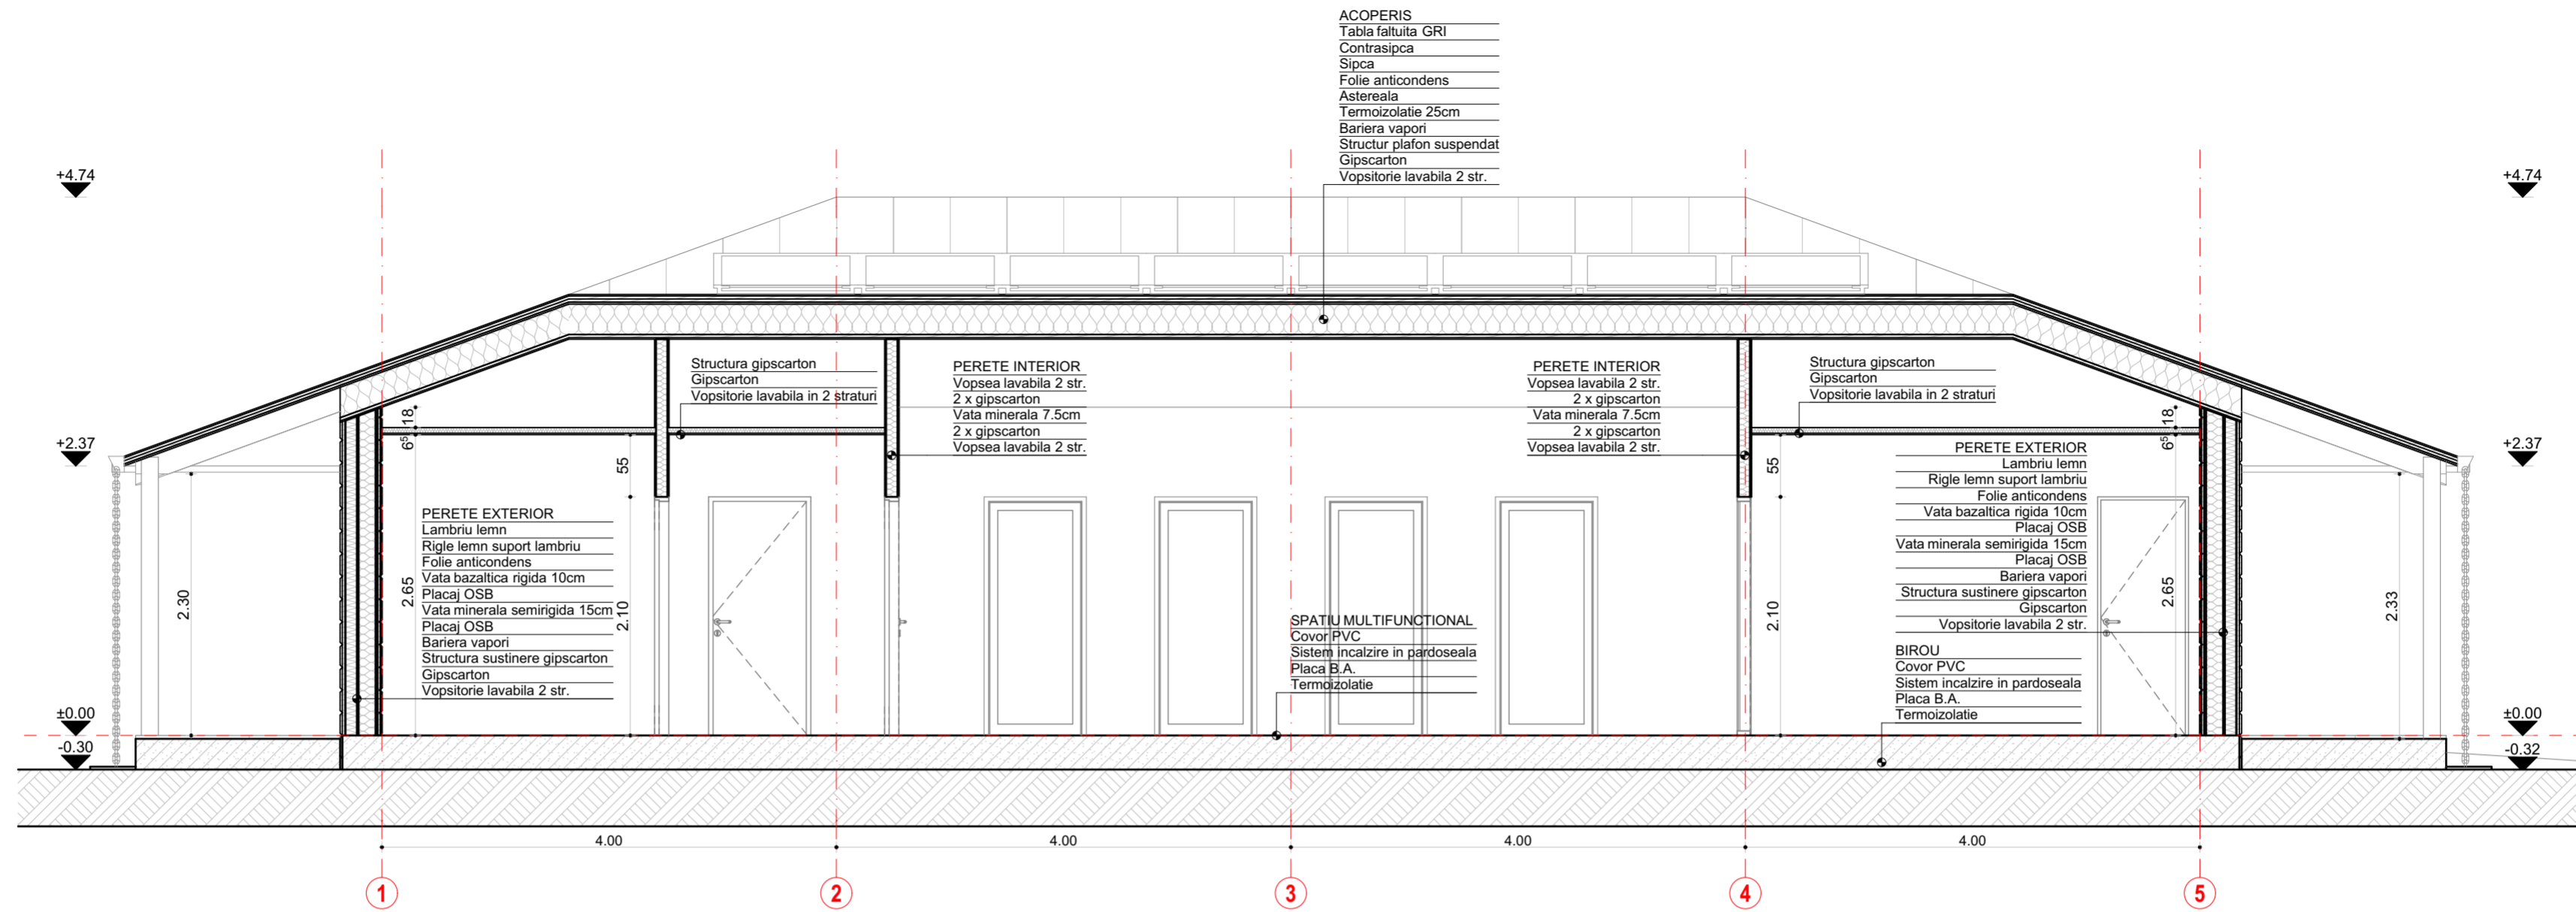 ACOPERIS
Tabla faltuita GRI
Contrasipca
Sipca
Folie anticondens
Astereala
Termoizolatie 25cm
Bariera vapori
Structur plafon suspendat
Gipscarton
Vopsitorie lavabila 2 str.
+4.74
+4.74
Structura gipscarton
Gipscarton
Vopsitorie lavabila in 2 straturi
PERETE INTERIOR
Vopsea lavabila 2 str.
2 x gipscarton
Vata minerala 7.5cm
2 x gipscarton
Vopsea lavabila 2 str.
PERETE INTERIOR
Vopsea lavabila 2 str.
2 x gipscarton
Vata minerala 7.5cm
2 x gipscarton
Vopsea lavabila 2 str.
Structura gipscarton
Gipscarton
Vopsitorie lavabila in 2 straturi
18
6⁵
55
55
18
6⁵
+2.37
+2.37
PERETE EXTERIOR
Lambriu lemn
Rigle lemn suport lambriu
Folie anticondens
Vata bazaltica rigida 10cm
Placaj OSB
Vata minerala semirigida 15cm
Placaj OSB
Bariera vapori
Structura sustinere gipscarton
Gipscarton
Vopsitorie lavabila 2 str.
PERETE EXTERIOR
Lambriu lemn
Rigle lemn suport lambriu
Folie anticondens
Vata bazaltica rigida 10cm
Placaj OSB
Vata minerala semirigida 15cm
Placaj OSB
Bariera vapori
Structura sustinere gipscarton
Gipscarton
Vopsitorie lavabila 2 str.
2.30
2.65
2.10
2.10
2.65
2.33
SPATIU MULTIFUNCTIONAL
Covor PVC
Sistem incalzire in pardoseala
Placa B.A.
Termoizolatie
BIROU
Covor PVC
Sistem incalzire in pardoseala
Placa B.A.
Termoizolatie
±0.00
-0.30
±0.00
-0.32
4.00
4.00
4.00
4.00
1
2
3
4
5